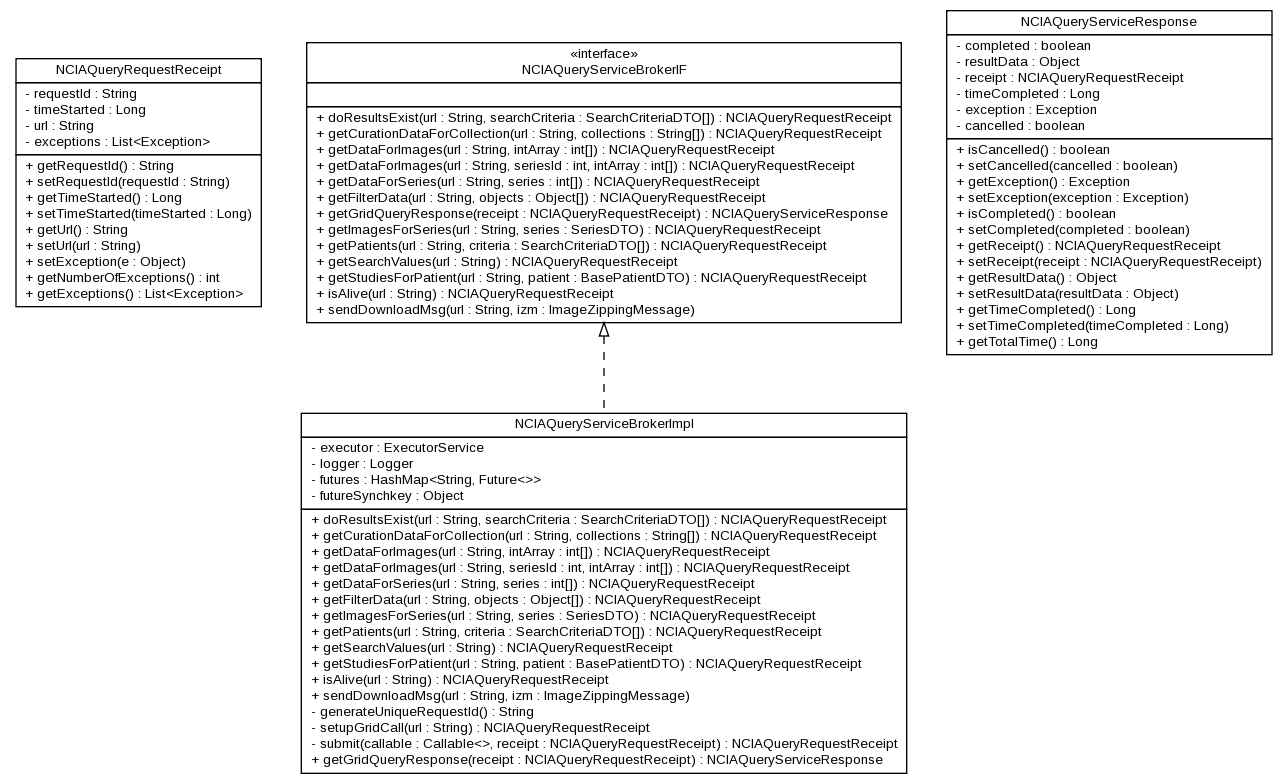 NCIAQueryRequestReceipt
- requestId : String
- timeStarted : Long
- url : String
- exceptions : List<Exception>
+ getRequestId() : String
+ setRequestId(requestId : String)
+ getTimeStarted() : Long
+ setTimeStarted(timeStarted : Long)
+ getUrl() : String
+ setUrl(url : String)
+ setException(e : Object)
+ getNumberOfExceptions() : int
+ getExceptions() : List<Exception>
«interface»
NCIAQueryServiceBrokerIF
+ doResultsExist(url : String, searchCriteria : SearchCriteriaDTO[]) : NCIAQueryRequestReceipt
+ getCurationDataForCollection(url : String, collections : String[]) : NCIAQueryRequestReceipt
+ getDataForImages(url : String, intArray : int[]) : NCIAQueryRequestReceipt
+ getDataForImages(url : String, seriesId : int, intArray : int[]) : NCIAQueryRequestReceipt
+ getDataForSeries(url : String, series : int[]) : NCIAQueryRequestReceipt
+ getFilterData(url : String, objects : Object[]) : NCIAQueryRequestReceipt
+ getGridQueryResponse(receipt : NCIAQueryRequestReceipt) : NCIAQueryServiceResponse
+ getImagesForSeries(url : String, series : SeriesDTO) : NCIAQueryRequestReceipt
+ getPatients(url : String, criteria : SearchCriteriaDTO[]) : NCIAQueryRequestReceipt
+ getSearchValues(url : String) : NCIAQueryRequestReceipt
+ getStudiesForPatient(url : String, patient : BasePatientDTO) : NCIAQueryRequestReceipt
+ isAlive(url : String) : NCIAQueryRequestReceipt
+ sendDownloadMsg(url : String, izm : ImageZippingMessage)
NCIAQueryServiceResponse
- completed : boolean
- resultData : Object
- receipt : NCIAQueryRequestReceipt
- timeCompleted : Long
- exception : Exception
- cancelled : boolean
+ isCancelled() : boolean
+ setCancelled(cancelled : boolean)
+ getException() : Exception
+ setException(exception : Exception)
+ isCompleted() : boolean
+ setCompleted(completed : boolean)
+ getReceipt() : NCIAQueryRequestReceipt
+ setReceipt(receipt : NCIAQueryRequestReceipt)
+ getResultData() : Object
+ setResultData(resultData : Object)
+ getTimeCompleted() : Long
+ setTimeCompleted(timeCompleted : Long)
+ getTotalTime() : Long
NCIAQueryServiceBrokerImpl
- executor : ExecutorService
- logger : Logger
- futures : HashMap<String, Future<>>
- futureSynchkey : Object
+ doResultsExist(url : String, searchCriteria : SearchCriteriaDTO[]) : NCIAQueryRequestReceipt
+ getCurationDataForCollection(url : String, collections : String[]) : NCIAQueryRequestReceipt
+ getDataForImages(url : String, intArray : int[]) : NCIAQueryRequestReceipt
+ getDataForImages(url : String, seriesId : int, intArray : int[]) : NCIAQueryRequestReceipt
+ getDataForSeries(url : String, series : int[]) : NCIAQueryRequestReceipt
+ getFilterData(url : String, objects : Object[]) : NCIAQueryRequestReceipt
+ getImagesForSeries(url : String, series : SeriesDTO) : NCIAQueryRequestReceipt
+ getPatients(url : String, criteria : SearchCriteriaDTO[]) : NCIAQueryRequestReceipt
+ getSearchValues(url : String) : NCIAQueryRequestReceipt
+ getStudiesForPatient(url : String, patient : BasePatientDTO) : NCIAQueryRequestReceipt
+ isAlive(url : String) : NCIAQueryRequestReceipt
+ sendDownloadMsg(url : String, izm : ImageZippingMessage)
- generateUniqueRequestId() : String
- setupGridCall(url : String) : NCIAQueryRequestReceipt
- submit(callable : Callable<>, receipt : NCIAQueryRequestReceipt) : NCIAQueryRequestReceipt
+ getGridQueryResponse(receipt : NCIAQueryRequestReceipt) : NCIAQueryServiceResponse